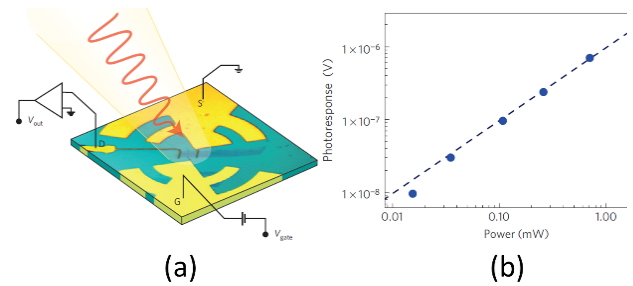 S
V_out
D
G
V_gate
(a)
Photoresponse (V)
1 × 10⁻⁶
1 × 10⁻⁷
1 × 10⁻⁸
0.01
0.10
1.00
Power (mW)
(b)